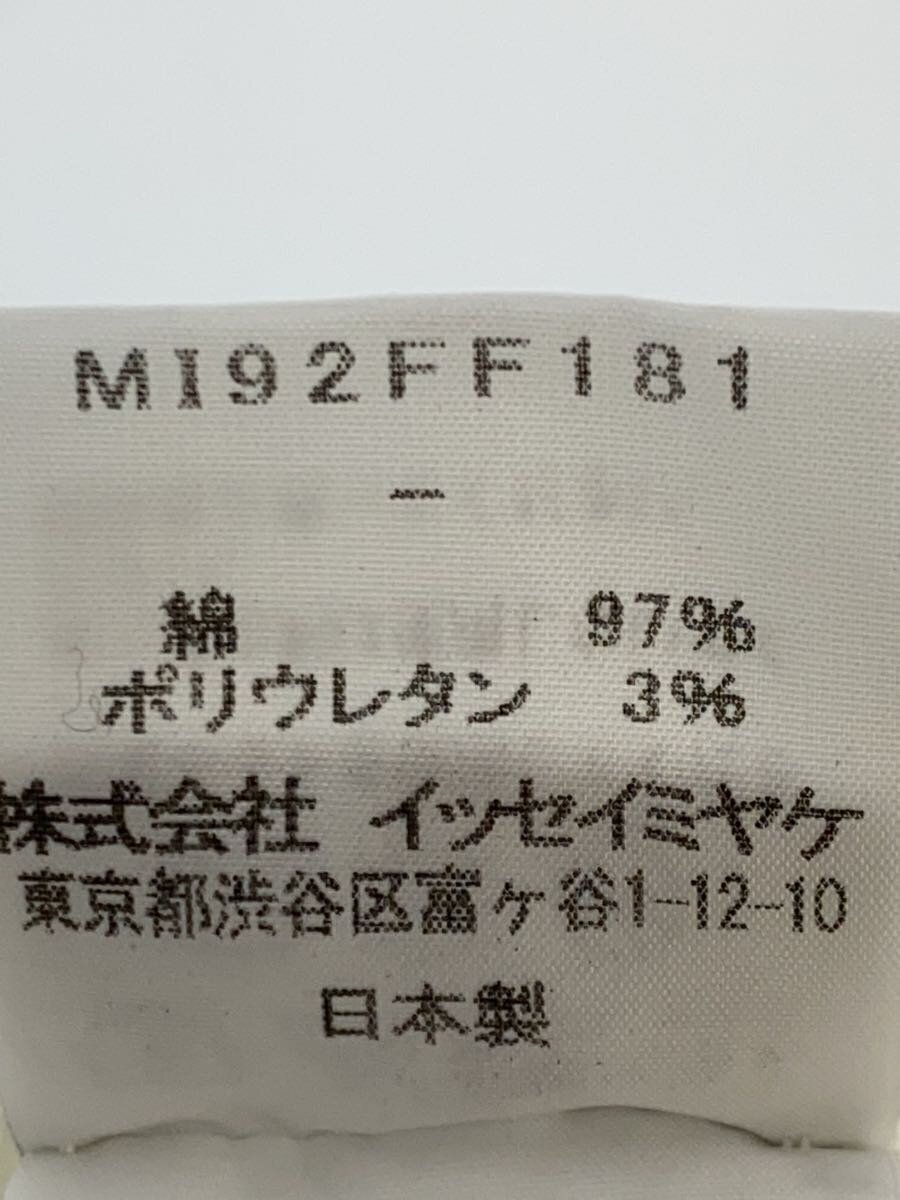 MI92FF181
-
綿 97%
ポリウレタン 3%
株式会社 イッセイミヤケ
東京都渋谷区富ヶ谷1-12-10
日本製